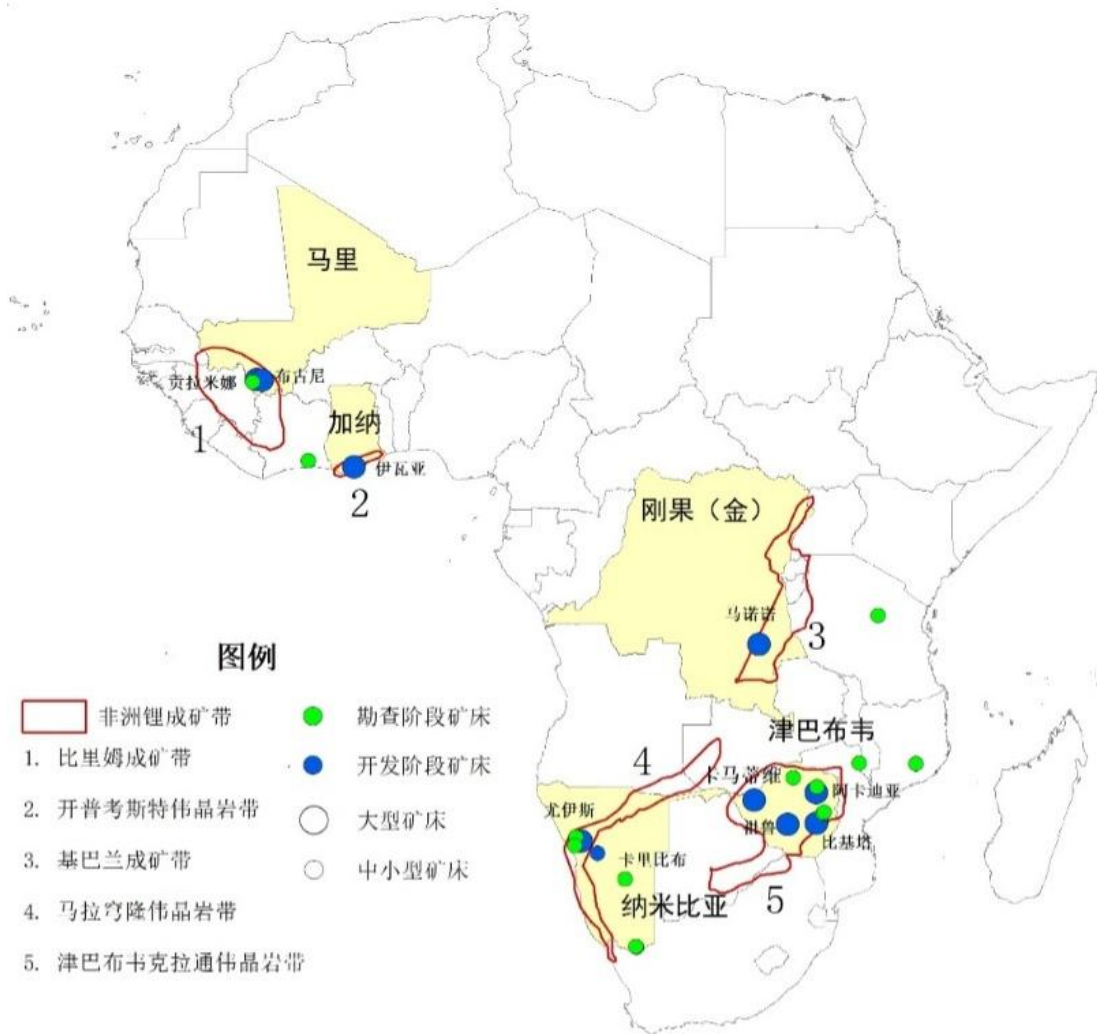 马里
贡拉米娜
布古尼
加纳
1
伊瓦亚
2
刚果（金）
马诺诺
3
图例
非洲锂成矿带
勘查阶段矿床
1. 比里姆成矿带
开发阶段矿床
2. 开普考斯特伟晶岩带
大型矿床
3. 基巴兰成矿带
中小型矿床
4. 马拉穹隆伟晶岩带
5. 津巴布韦克拉通伟晶岩带
津巴布韦
4
卡马蒂维
阿卡迪亚
尤伊斯
祖鲁
比基塔
卡里比布
纳米比亚
5